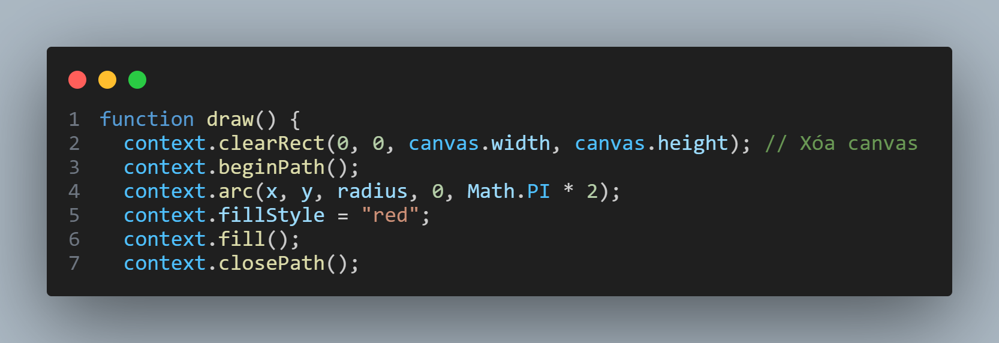 1 function draw() {
2   context.clearRect(0, 0, canvas.width, canvas.height); // Xóa canvas
3   context.beginPath();
4   context.arc(x, y, radius, 0, Math.PI * 2);
5   context.fillStyle = "red";
6   context.fill();
7   context.closePath();